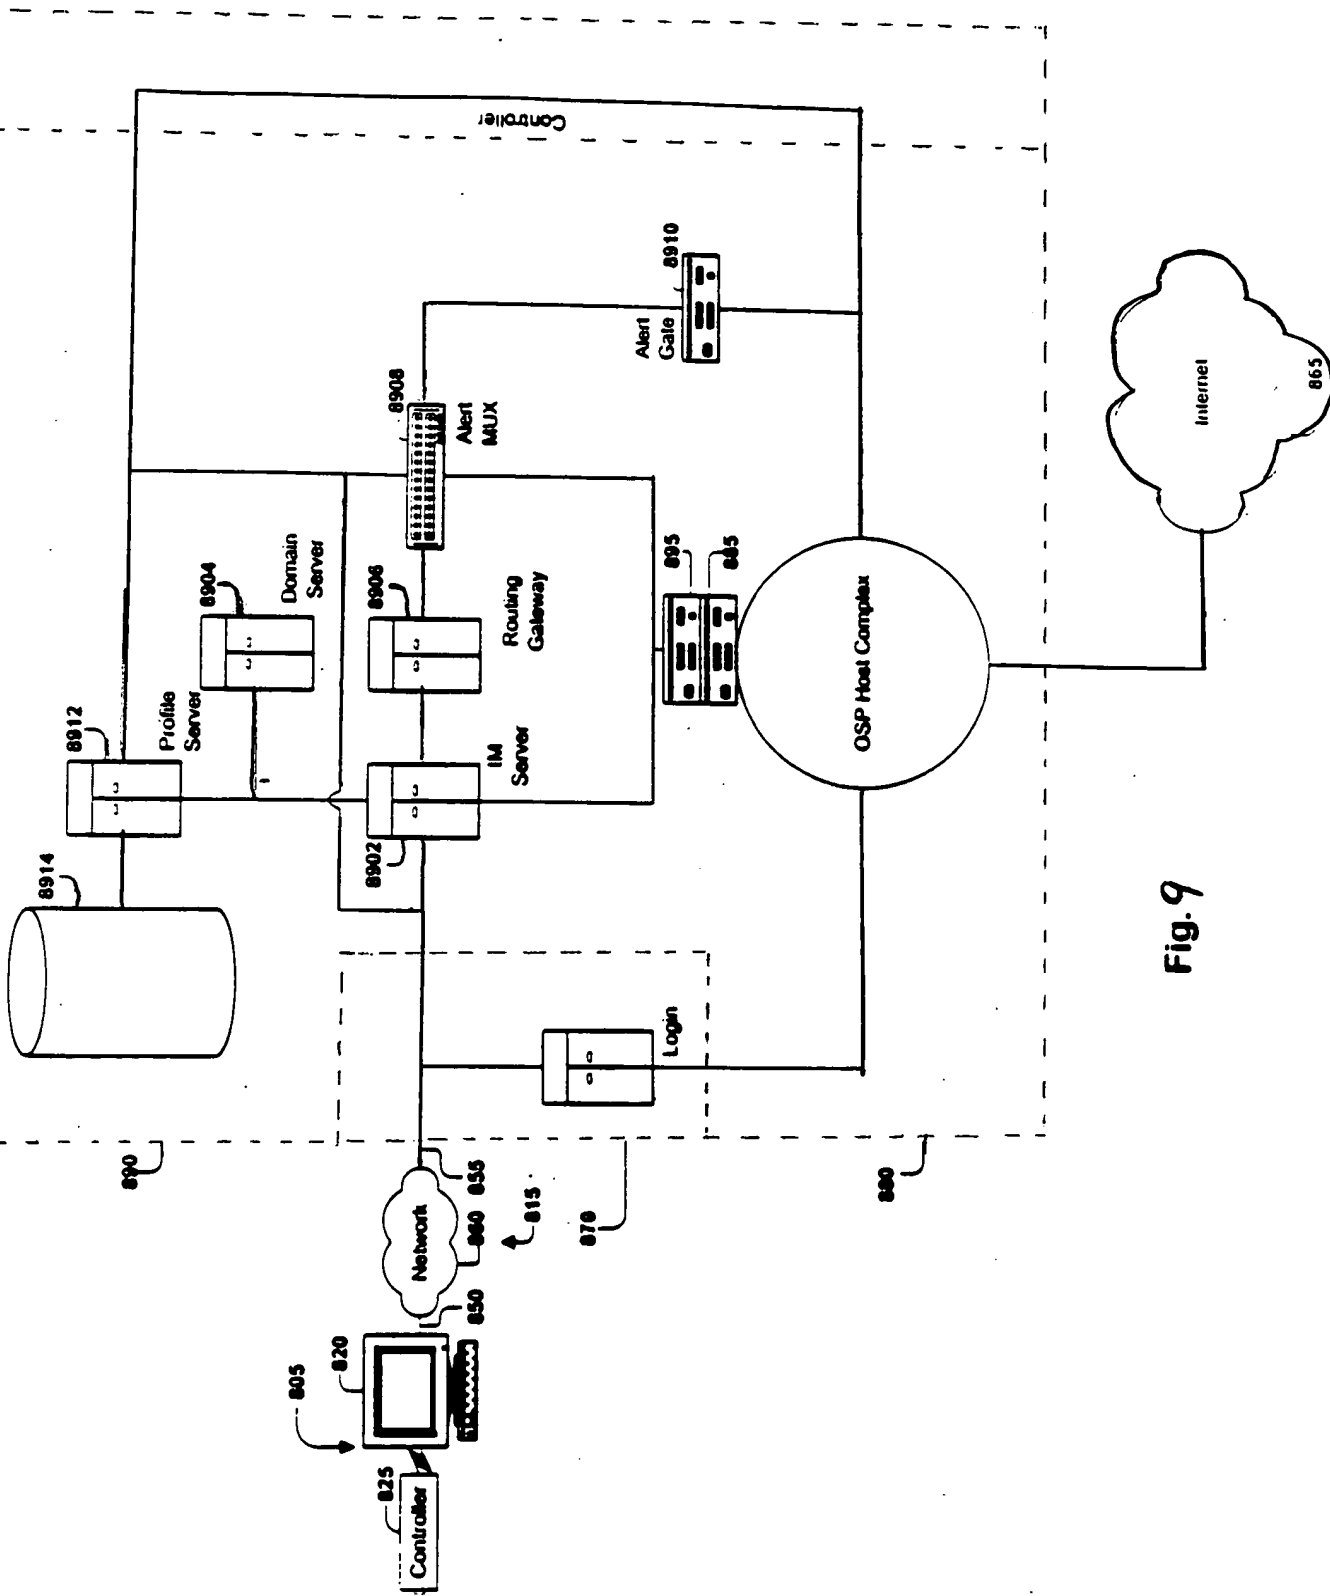 890
8914
8912
Profile
Server
8904
Domain
Server
Controller
805
820
825
Controller
850
Network
860
855
815
870
Login
8902
IM
Server
8906
Routing
Gateway
8908
Alert
MUX
Alert
Gate
8910
895
885
OSP Host Complex
880
Internet
865
Fig. 9